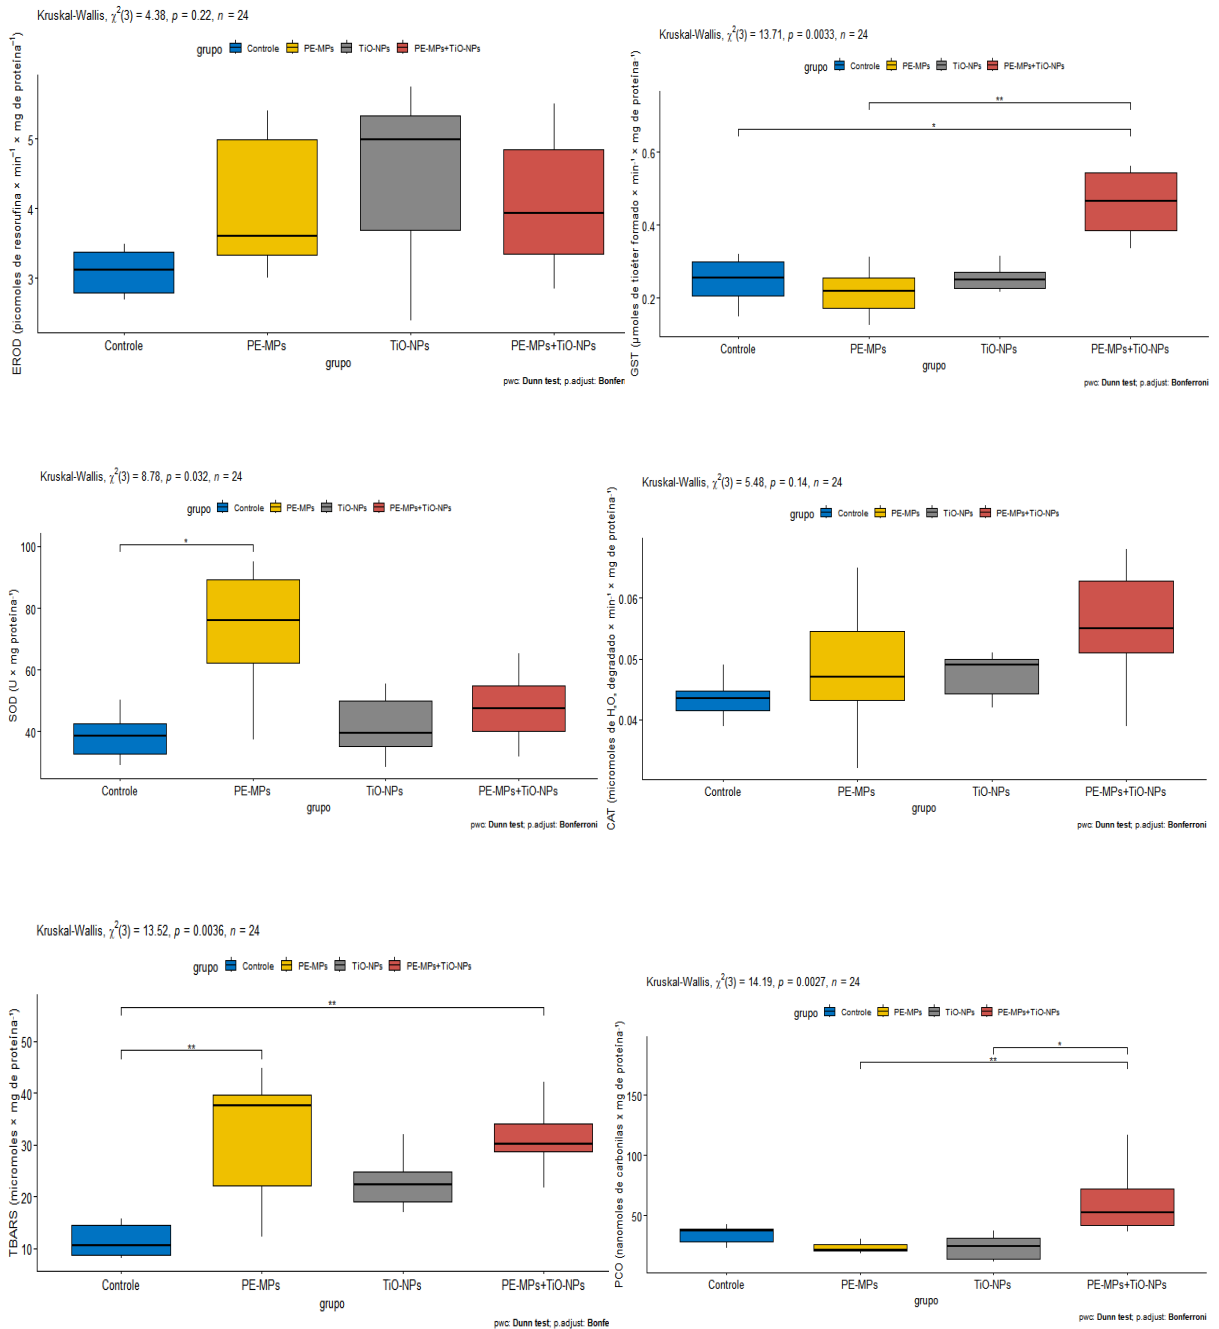 Kruskal-Wallis, χ²(3) = 4.38, p = 0.22, n = 24
grupo Controle PE-MPs TiO-NPs PE-MPs+TiO-NPs
EROD (picomoles de resorufina × min⁻¹ × mg de proteína⁻¹)
5
4
3
Controle PE-MPs TiO-NPs PE-MPs+TiO-NPs
grupo
pwc: Dunn test; p.adjust: Bonferr
Kruskal-Wallis, χ²(3) = 13.71, p = 0.0033, n = 24
grupo Controle PE-MPs TiO-NPs PE-MPs+TiO-NPs
GST (µmoles de tioéter formado × min⁻¹ × mg de proteína⁻¹)
**
*
0.6
0.4
0.2
Controle PE-MPs TiO-NPs PE-MPs+TiO-NPs
grupo
pwc: Dunn test; p.adjust: Bonferroni
Kruskal-Wallis, χ²(3) = 8.78, p = 0.032, n = 24
grupo Controle PE-MPs TiO-NPs PE-MPs+TiO-NPs
SOD (U × mg proteína⁻¹)
*
100
80
60
40
Controle PE-MPs TiO-NPs PE-MPs+TiO-NPs
grupo
pwc: Dunn test; p.adjust: Bonferroni
Kruskal-Wallis, χ²(3) = 5.48, p = 0.14, n = 24
grupo Controle PE-MPs TiO-NPs PE-MPs+TiO-NPs
CAT (micromoles de H₂O₂ degradado × min⁻¹ × mg de proteína⁻¹)
0.06
0.05
0.04
Controle PE-MPs TiO-NPs PE-MPs+TiO-NPs
grupo
pwc: Dunn test; p.adjust: Bonferroni
Kruskal-Wallis, χ²(3) = 13.52, p = 0.0036, n = 24
grupo Controle PE-MPs TiO-NPs PE-MPs+TiO-NPs
TBARS (micromoles × mg de proteína⁻¹)
**
**
50
40
30
20
10
Controle PE-MPs TiO-NPs PE-MPs+TiO-NPs
grupo
pwc: Dunn test; p.adjust: Bonfe
Kruskal-Wallis, χ²(3) = 14.19, p = 0.0027, n = 24
grupo Controle PE-MPs TiO-NPs PE-MPs+TiO-NPs
PCO (nanomoles de carbonilas x mg de proteína⁻¹)
*
**
150
100
50
Controle PE-MPs TiO-NPs PE-MPs+TiO-NPs
grupo
pwc: Dunn test; p.adjust: Bonferroni